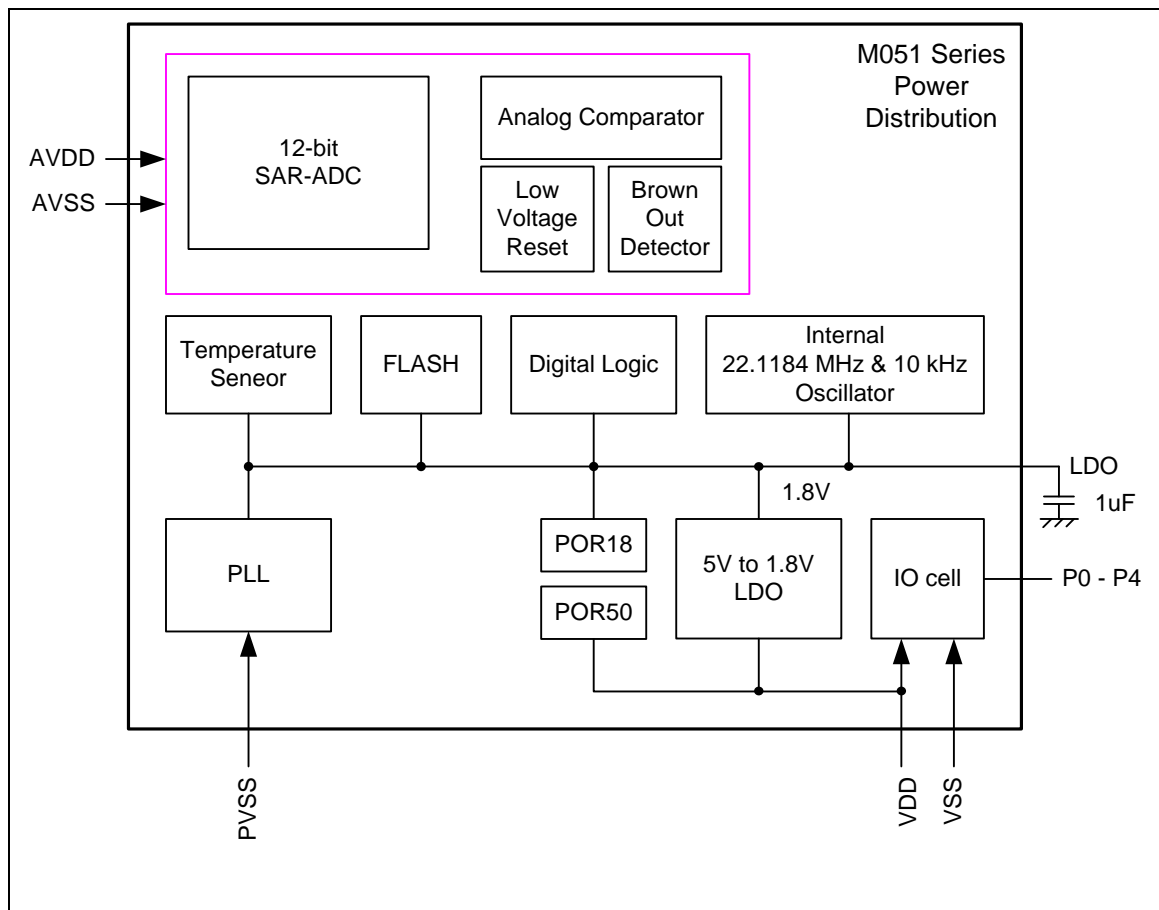 M051 Series
Power
Distribution
12-bit
SAR-ADC
Analog Comparator
Low
Voltage
Reset
Brown
Out
Detector
AVDD
AVSS
Temperature
Seneor
FLASH
Digital Logic
Internal
22.1184 MHz & 10 kHz
Oscillator
LDO
1.8V
1uF
PLL
POR18
POR50
5V to 1.8V
LDO
IO cell
P0 - P4
PVSS
VDD
VSS